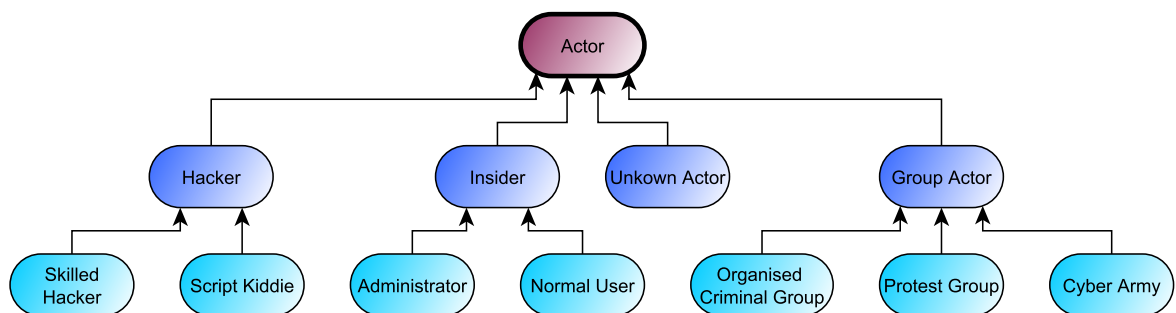 Actor
Hacker
Insider
Unkown Actor
Group Actor
Skilled
Hacker
Script Kiddie
Administrator
Normal User
Organised
Criminal Group
Protest Group
Cyber Army